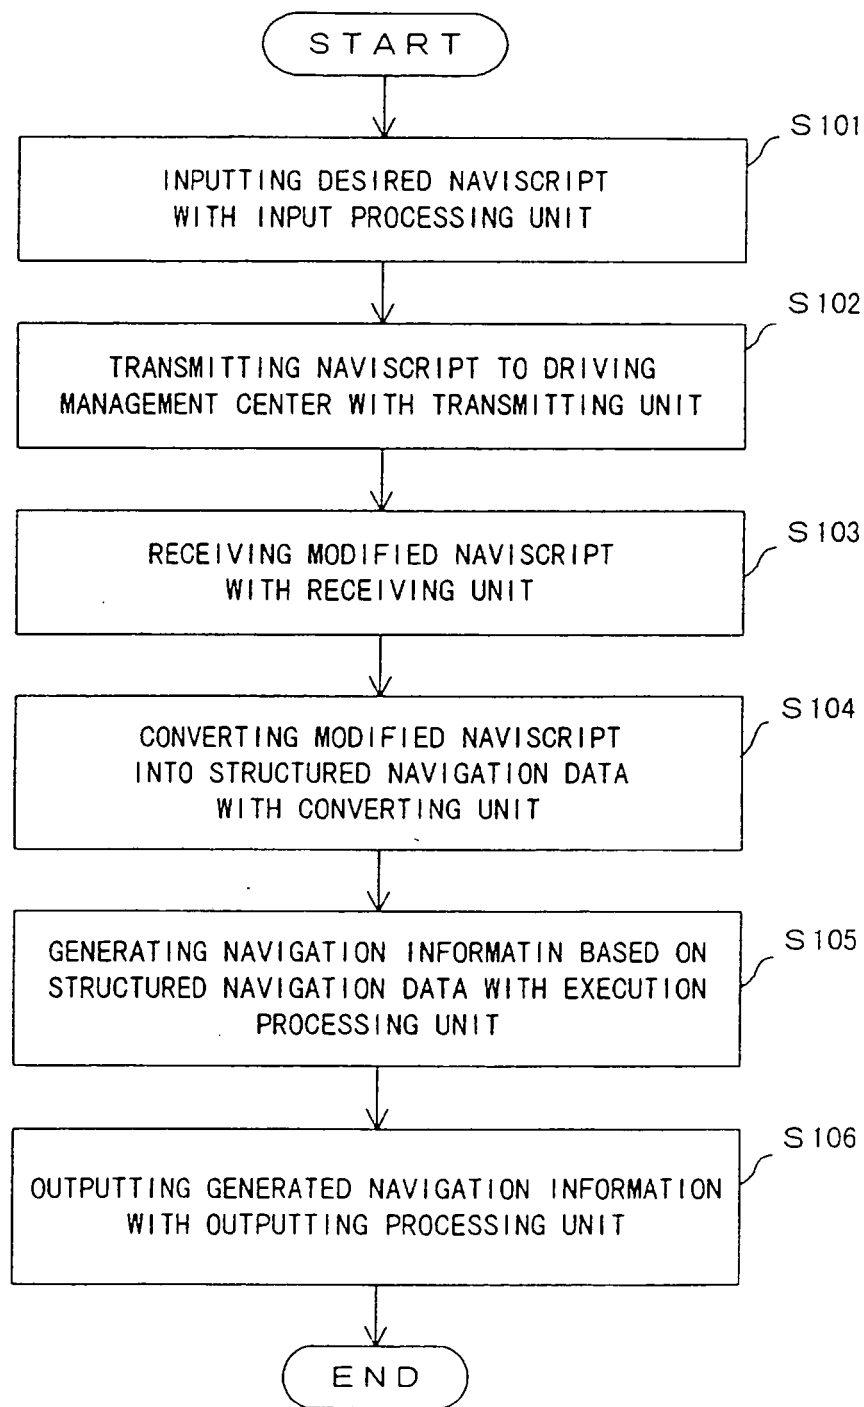 START
S101
INPUTTING DESIRED NAVISCRIPT
WITH INPUT PROCESSING UNIT
S102
TRANSMITTING NAVISCRIPT TO DRIVING
MANAGEMENT CENTER WITH TRANSMITTING UNIT
S103
RECEIVING MODIFIED NAVISCRIPT
WITH RECEIVING UNIT
S104
CONVERTING MODIFIED NAVISCRIPT
INTO STRUCTURED NAVIGATION DATA
WITH CONVERTING UNIT
S105
GENERATING NAVIGATION INFORMATIN BASED ON
STRUCTURED NAVIGATION DATA WITH EXECUTION
PROCESSING UNIT
S106
OUTPUTTING GENERATED NAVIGATION INFORMATION
WITH OUTPUTTING PROCESSING UNIT
END